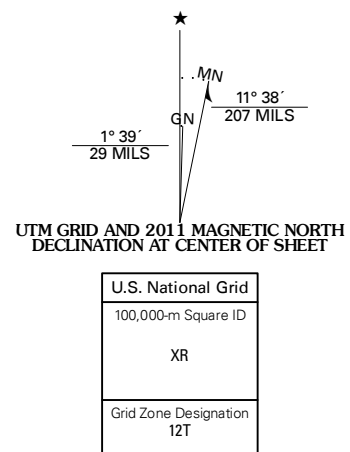 ★
MN
11° 38´
207 MILS
GN
1° 39´
29 MILS
UTM GRID AND 2011 MAGNETIC NORTH
DECLINATION AT CENTER OF SHEET
U.S. National Grid
100,000-m Square ID
XR
Grid Zone Designation
12T